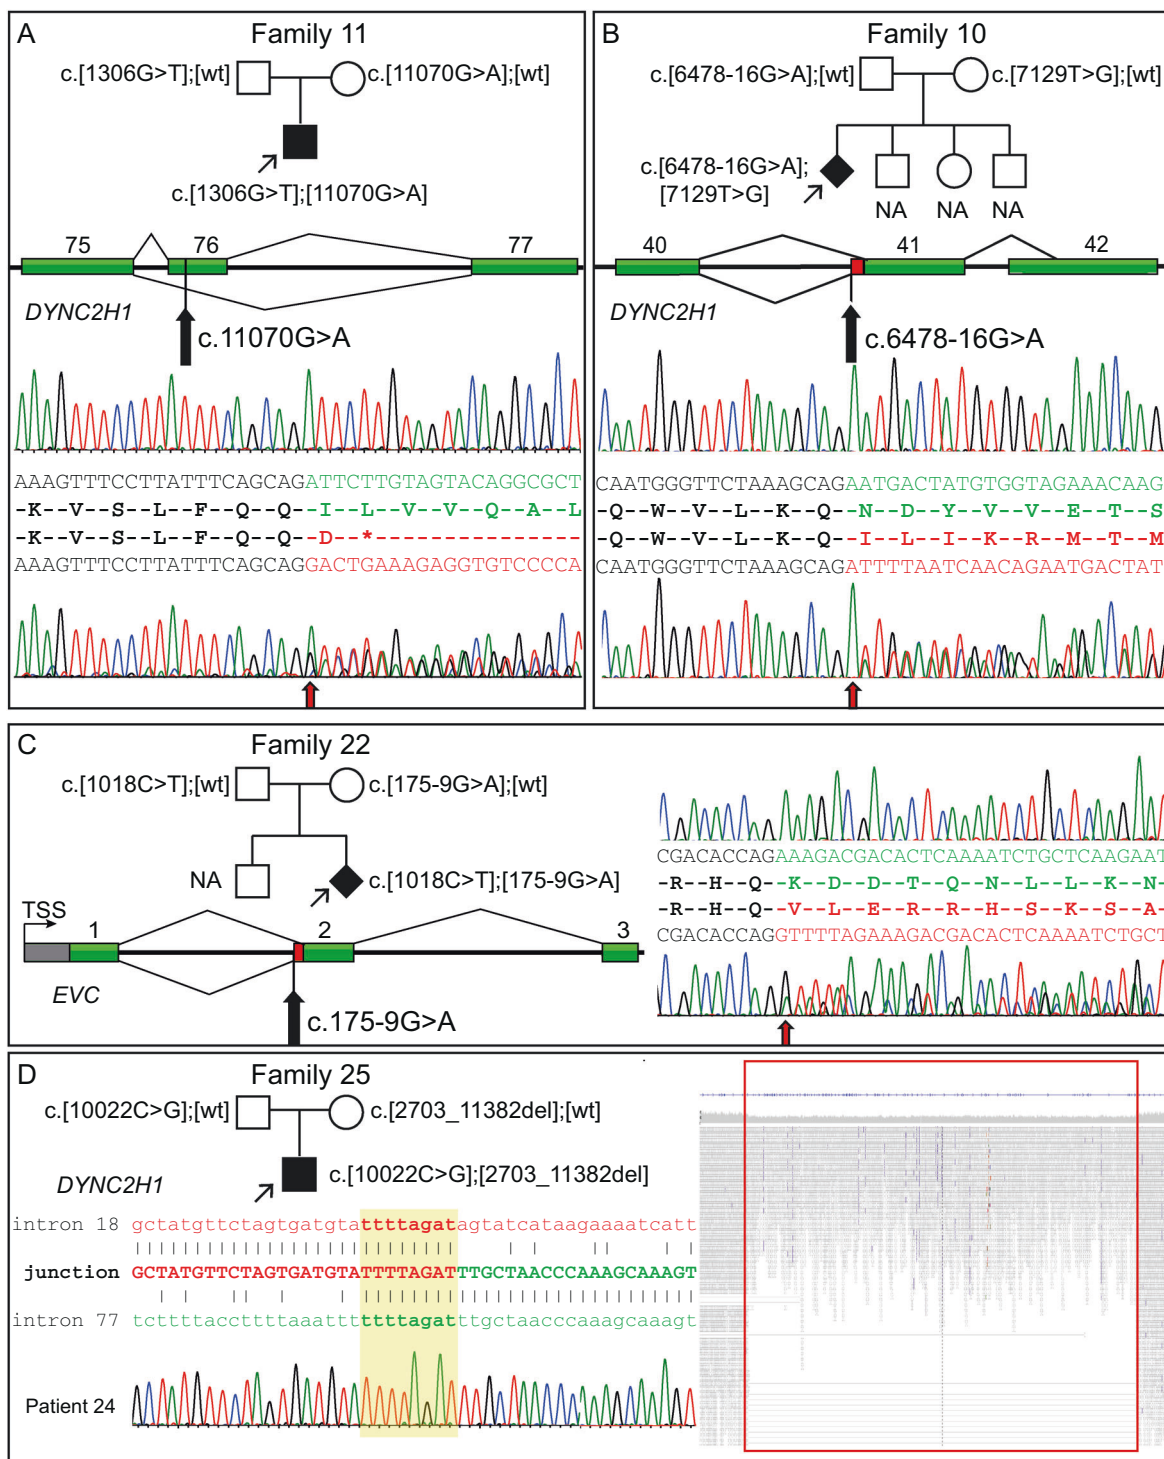 A
Family 11
c.[1306G>T];[wt]
c.[11070G>A];[wt]
c.[1306G>T];[11070G>A]
75
76
77
DYNC2H1
c.11070G>A
AAAGTTTCCTTATTTCAGCAGATTCTTGTAGTACAGGCGCT
-K--V--S--L--F--Q--Q--I--L--V--V--Q--A--L
-K--V--S--L--F--Q--Q--D--*---------------
AAAGTTTCCTTATTTCAGCAGGACTGAAAGAGGTGTCCCCA
B
Family 10
c.[6478-16G>A];[wt]
c.[7129T>G];[wt]
c.[6478-16G>A];
[7129T>G]
NA
NA
NA
40
41
42
DYNC2H1
c.6478-16G>A
CAATGGGTTCTAAAGCAGAATGACTATGTGGTAGAAACAAG
-Q--W--V--L--K--Q--N--D--Y--V--V--E--T--S
-Q--W--V--L--K--Q--I--L--I--K--R--M--T--M
CAATGGGTTCTAAAGCAGATTTTAATCAACAGAATGACTAT
C
Family 22
c.[1018C>T];[wt]
c.[175-9G>A];[wt]
NA
c.[1018C>T];[175-9G>A]
TSS
1
2
3
EVC
c.175-9G>A
CGACACCAGAAAGACGACACTCAAAATCTGCTCAAGAAT
-R--H--Q--K--D--D--T--Q--N--L--L--K--N
-R--H--Q--V--L--E--R--R--H--S--K--S--A
CGACACCAGGTTTTAGAAAGACGACACTCAAAATCTGCT
D
Family 25
c.[10022C>G];[wt]
c.[2703_11382del];[wt]
DYNC2H1
c.[10022C>G];[2703_11382del]
intron 18 gctatgttctagtgatgtattttagatagtatcataagaaaatcatt
junction GCTATGTTCTAGTGATGTATTTTAGATTTGCTAACCCAAAGCAAAGT
intron 77 tcttttaccttttaaattttttttagatttgctaacccaaagcaaagt
Patient 24